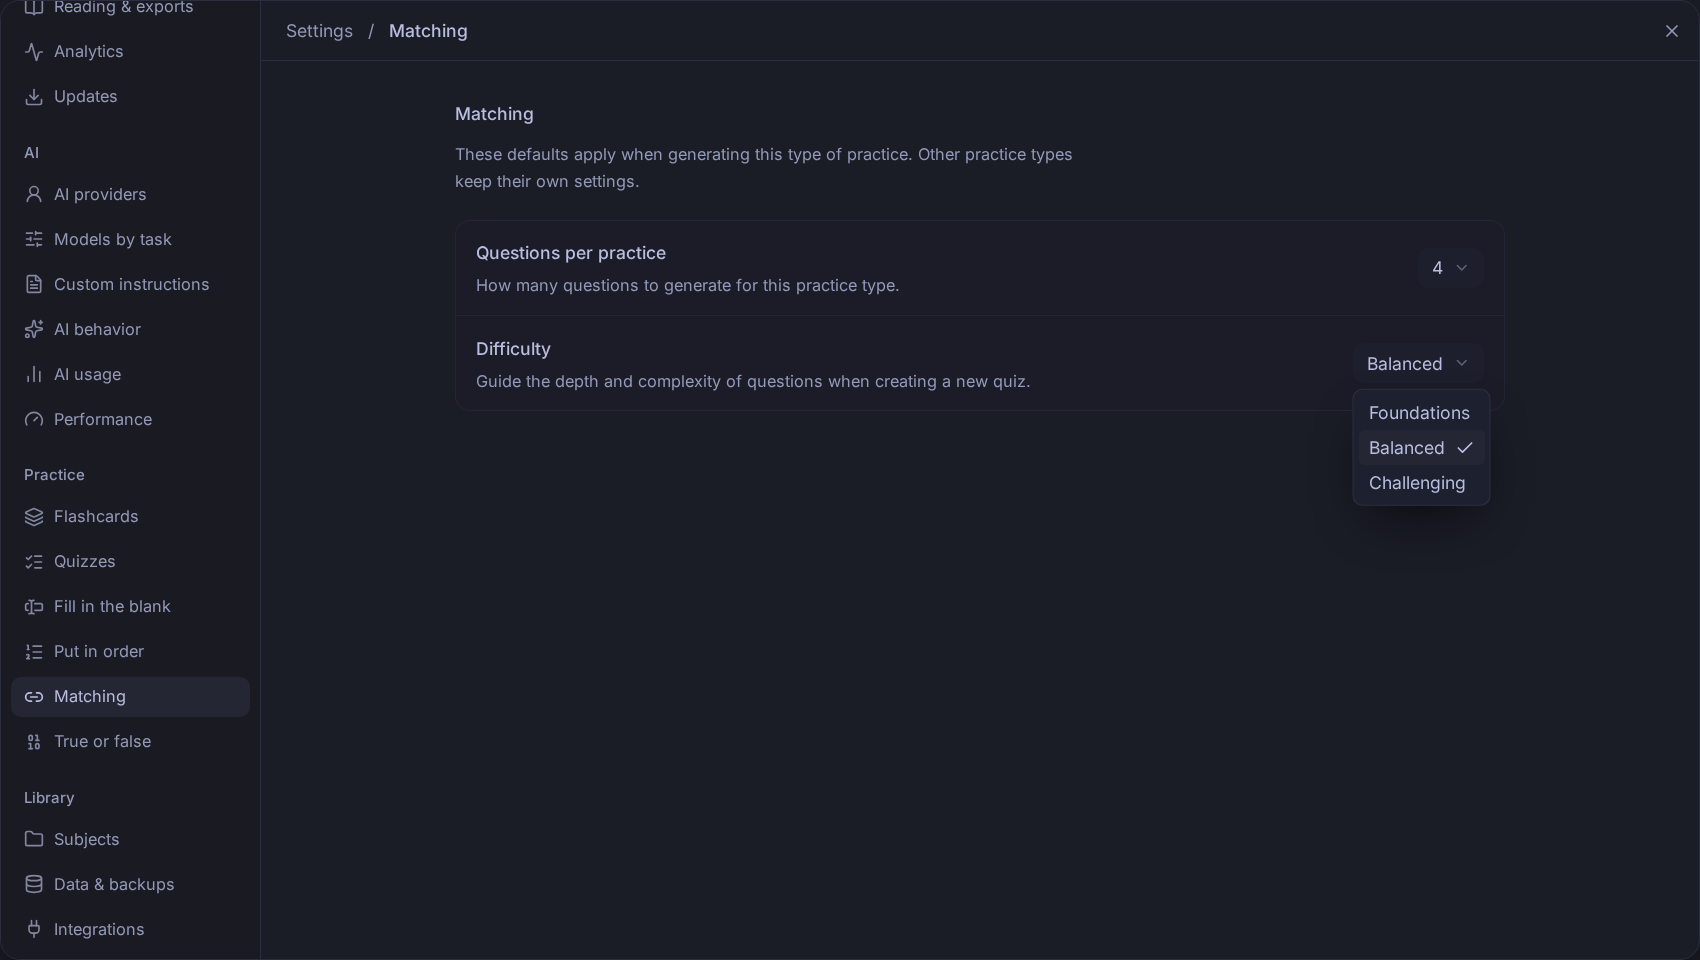 Reading & exports
Analytics
Updates
AI
AI providers
Models by task
Custom instructions
AI behavior
AI usage
Performance
Practice
Flashcards
Quizzes
Fill in the blank
Put in order
Matching
True or false
Library
Subjects
Data & backups
Integrations
Settings / Matching
Matching
These defaults apply when generating this type of practice. Other practice types
keep their own settings.
Questions per practice
How many questions to generate for this practice type.
4
Difficulty
Guide the depth and complexity of questions when creating a new quiz.
Balanced
Foundations
Balanced
Challenging